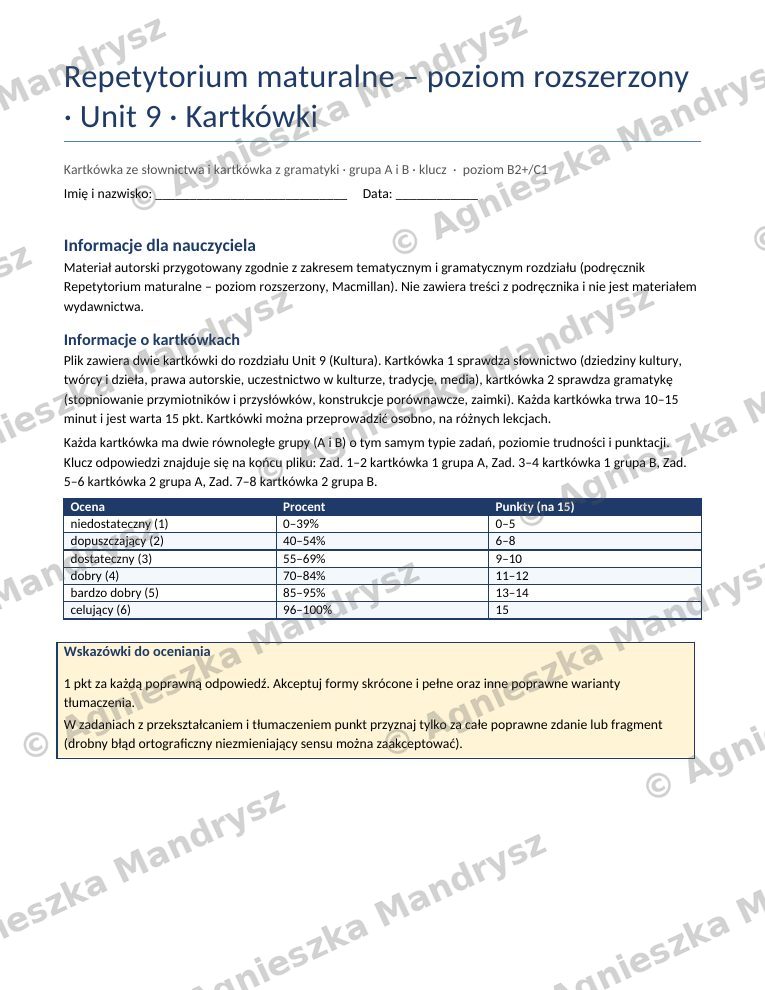 Repetytorium maturalne – poziom rozszerzony
· Unit 9 · Kartkówki
Kartkówka ze słownictwa i kartkówka z gramatyki · grupa A i B · klucz · poziom B2+/C1
Imię i nazwisko: ____________________________ Data: ____________
Informacje dla nauczyciela
Materiał autorski przygotowany zgodnie z zakresem tematycznym i gramatycznym rozdziału (podręcznik
Repetytorium maturalne – poziom rozszerzony, Macmillan). Nie zawiera treści z podręcznika i nie jest materiałem
wydawnictwa.
Informacje o kartkówkach
Plik zawiera dwie kartkówki do rozdziału Unit 9 (Kultura). Kartkówka 1 sprawdza słownictwo (dziedziny kultury,
twórcy i dzieła, prawa autorskie, uczestnictwo w kulturze, tradycje, media), kartkówka 2 sprawdza gramatykę
(stopniowanie przymiotników i przysłówków, konstrukcje porównawcze, zaimki). Każda kartkówka trwa 10–15
minut i jest warta 15 pkt. Kartkówki można przeprowadzić osobno, na różnych lekcjach.
Każda kartkówka ma dwie równoległe grupy (A i B) o tym samym typie zadań, poziomie trudności i punktacji.
Klucz odpowiedzi znajduje się na końcu pliku: Zad. 1–2 kartkówka 1 grupa A, Zad. 3–4 kartkówka 1 grupa B, Zad.
5–6 kartkówka 2 grupa A, Zad. 7–8 kartkówka 2 grupa B.
Ocena Procent Punkty (na 15)
niedostateczny (1) 0–39% 0–5
dopuszczający (2) 40–54% 6–8
dostateczny (3) 55–69% 9–10
dobry (4) 70–84% 11–12
bardzo dobry (5) 85–95% 13–14
celujący (6) 96–100% 15
Wskazówki do oceniania
1 pkt za każdą poprawną odpowiedź. Akceptuj formy skrócone i pełne oraz inne poprawne warianty
tłumaczenia.
W zadaniach z przekształcaniem i tłumaczeniem punkt przyznaj tylko za całe poprawne zdanie lub fragment
(drobny błąd ortograficzny niezmieniający sensu można zaakceptować).
© Agnieszka Mandrysz